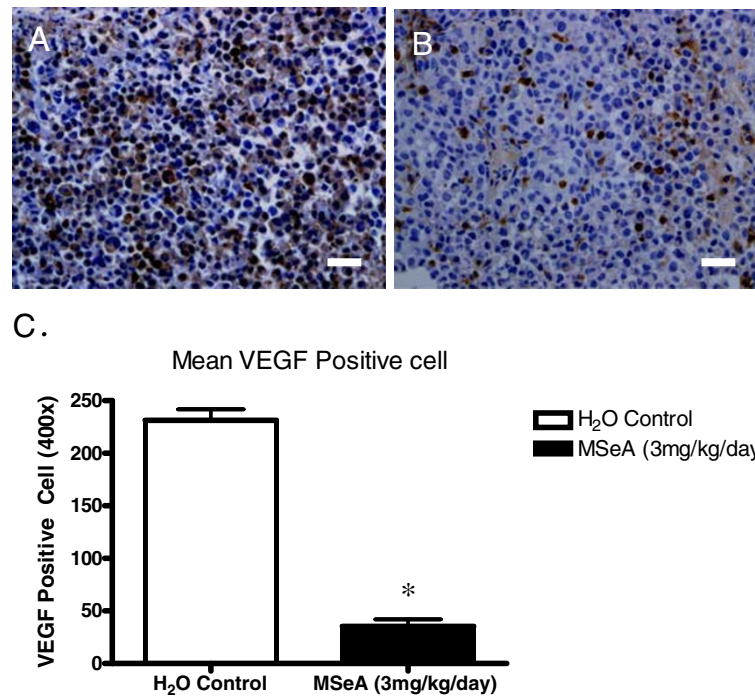 A
B
C.
Mean VEGF Positive cell
VEGF Positive Cell (400x)
250
200
150
100
50
0
*
H₂O Control
MSeA (3mg/kg/day)
H₂O Control
MSeA (3mg/kg/day